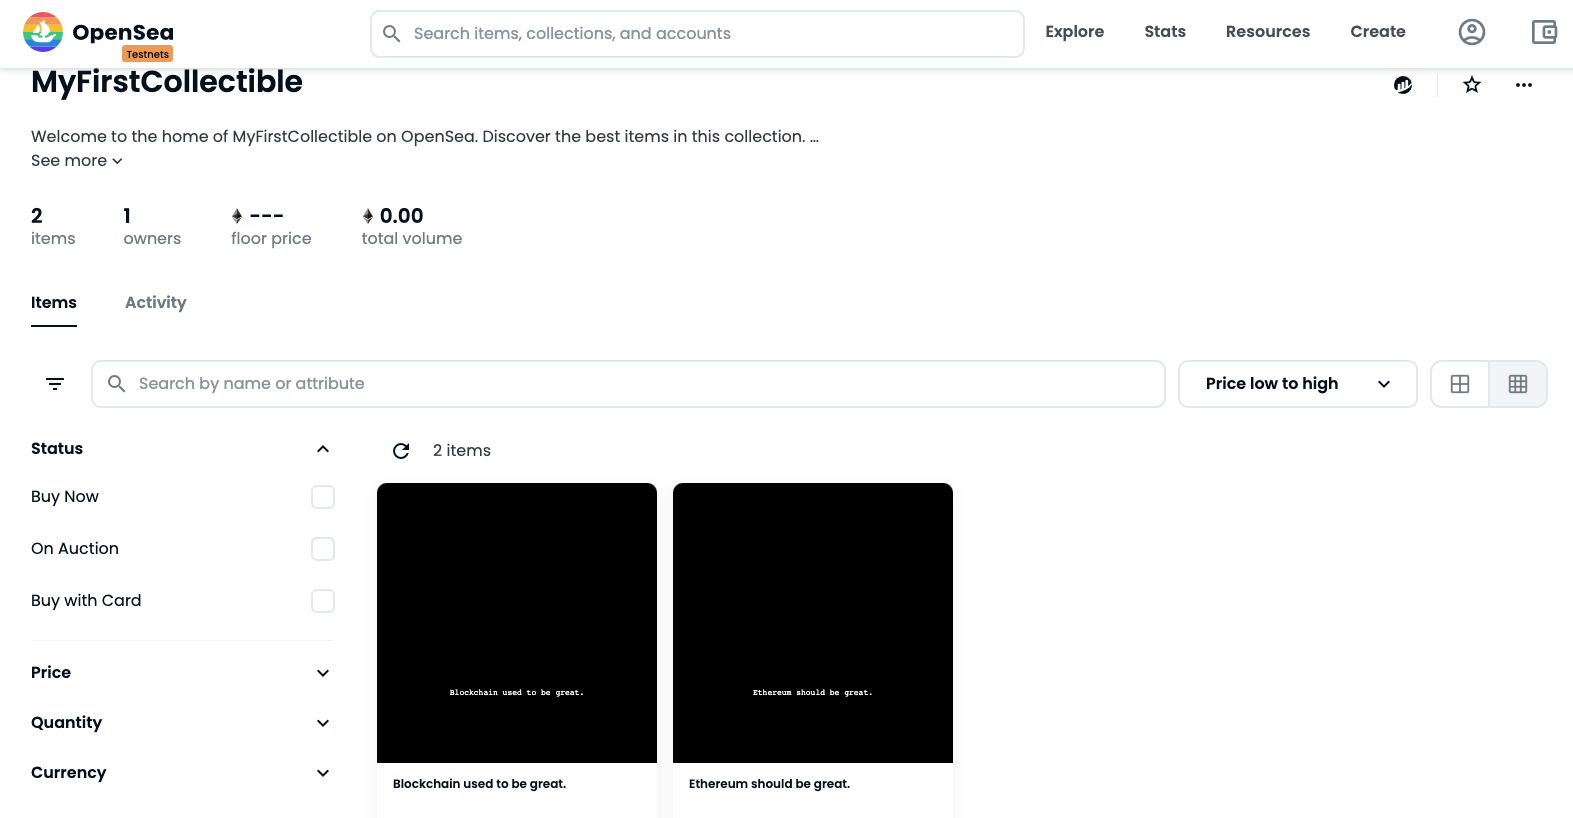 OpenSea
Testnets
Search items, collections, and accounts
Explore
Stats
Resources
Create
MyFirstCollectible
Welcome to the home of MyFirstCollectible on OpenSea. Discover the best items in this collection. ...
See more
2
items
1
owners
---
floor price
0.00
total volume
Items
Activity
Search by name or attribute
Price low to high
Status
2 items
Buy Now
On Auction
Buy with Card
Price
Quantity
Currency
Blockchain used to be great.
Ethereum should be great.
Blockchain used to be great.
Ethereum should be great.